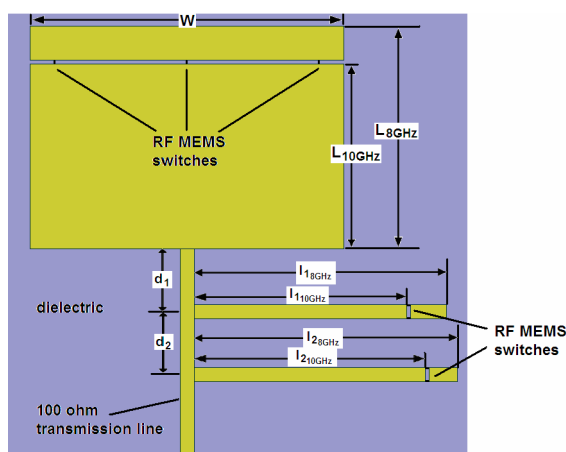 W
RF MEMS
switches
L8GHz
L10GHz
d1
l18GHz
l110GHz
dielectric
d2
l28GHz
l210GHz
RF MEMS
switches
100 ohm
transmission line